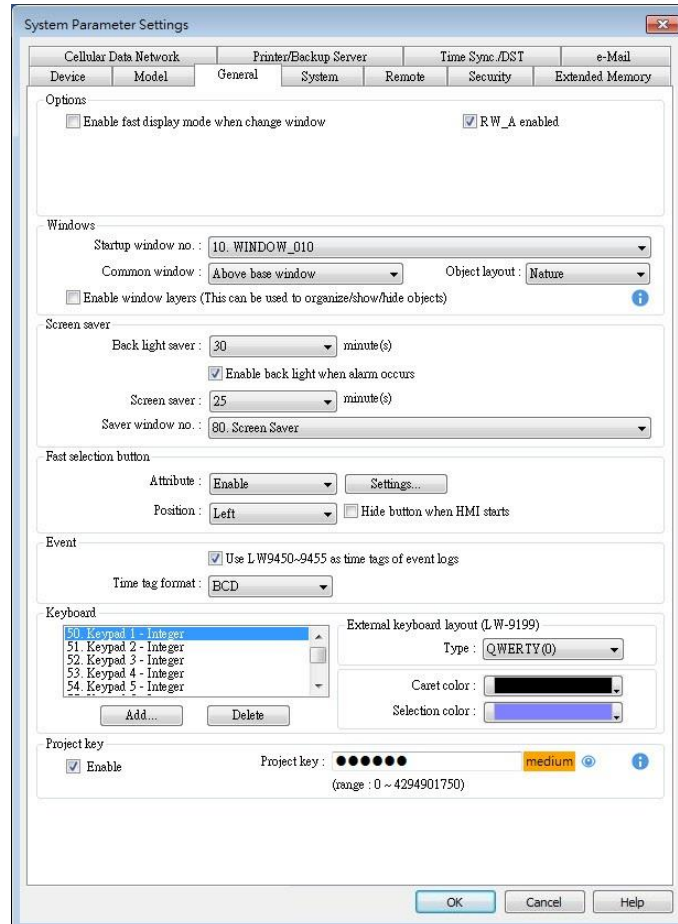 System Parameter Settings
Cellular Data Network Printer/Backup Server Time Sync./DST e-Mail
Device Model General System Remote Security Extended Memory
Options
Enable fast display mode when change window RW_A enabled
Windows
Startup window no. : 10. WINDOW_010
Common window : Above base window Object layout : Nature
Enable window layers (This can be used to organize/show/hide objects)
Screen saver
Back light saver : 30 minute(s)
Enable back light when alarm occurs
Screen saver : 25 minute(s)
Saver window no. : 80. Screen Saver
Fast selection button
Attribute : Enable Settings...
Position : Left Hide button when HMI starts
Event
Use LW9450~9455 as time tags of event logs
Time tag format : BCD
Keyboard
50. Keypad 1 - Integer
51. Keypad 2 - Integer
52. Keypad 3 - Integer
53. Keypad 4 - Integer
54. Keypad 5 - Integer
Add... Delete
External keyboard layout (LW-9199)
Type : QWERTY(0)
Caret color :
Selection color :
Project key
Enable Project key : ●●●●●● medium
(range : 0 ~ 4294901750)
OK Cancel Help